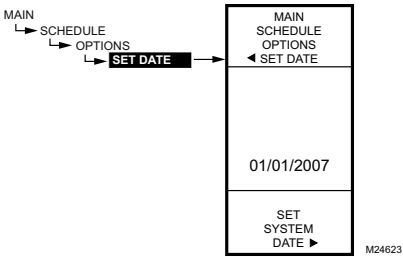 MAIN
SCHEDULE
OPTIONS
SET DATE
MAIN
SCHEDULE
OPTIONS
◄ SET DATE
01/01/2007
SET
SYSTEM
DATE ►
M24623